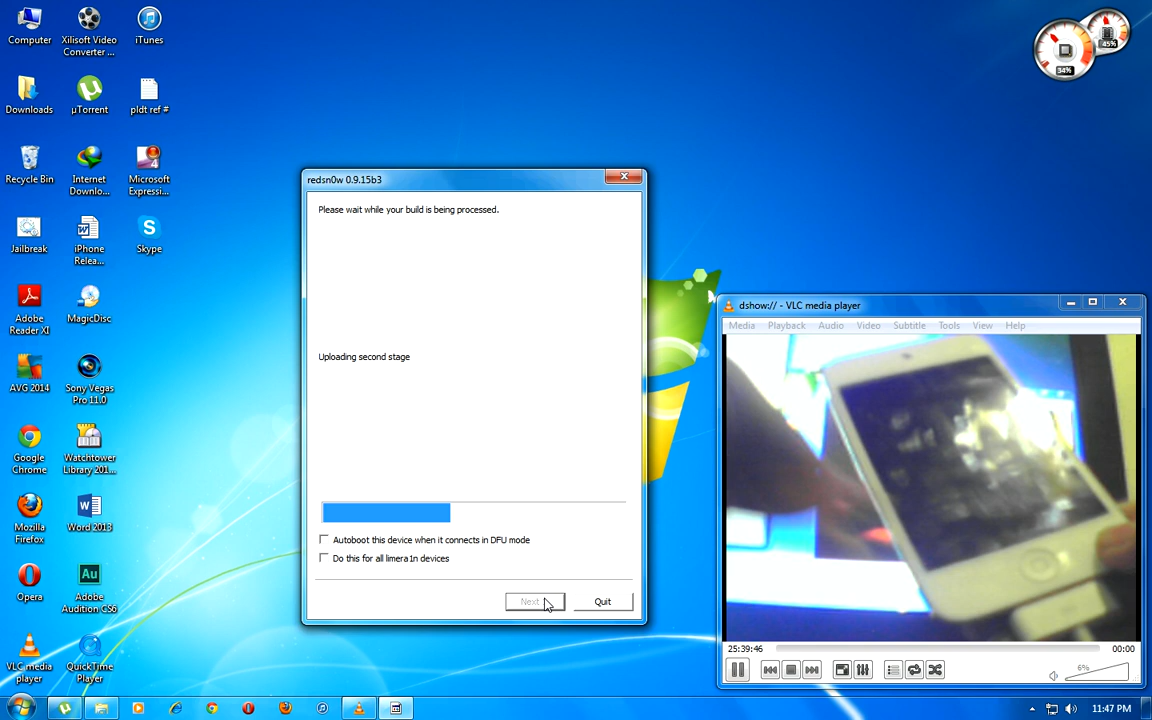 Computer
Xilisoft Video
Converter ...
iTunes
Downloads
µTorrent
pldt ref #
Recycle Bin
Internet
Downlo...
Microsoft
Expressi...
Jailbreak
iPhone
Relea...
Skype
Adobe
Reader XI
MagicDisc
AVG 2014
Sony Vegas
Pro 11.0
Google
Chrome
Watchtower
Library 201...
Mozilla
Firefox
Word 2013
Opera
Adobe
Audition CS6
VLC media
player
QuickTime
Player
34%
45%
redsn0w 0.9.15b3
Please wait while your build is being processed.
Uploading second stage
Autoboot this device when it connects in DFU mode
Do this for all limera1n devices
Next
Quit
dshow:// - VLC media player
Media Playback Audio Video Subtitle Tools View Help
25:39:46
00:00
6%
11:47 PM